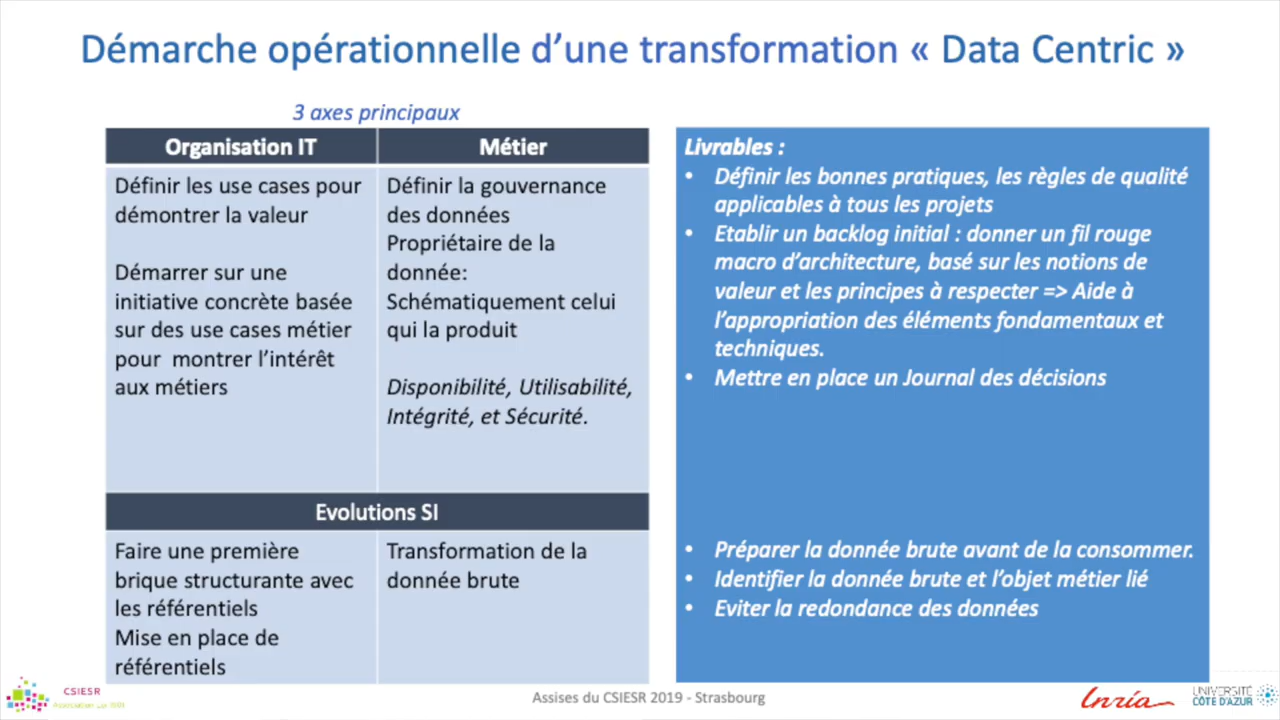 Démarche opérationnelle d’une transformation « Data Centric »
3 axes principaux
Organisation IT
Métier
Définir les use cases pour
démontrer la valeur
Démarrer sur une
initiative concrète basée
sur des use cases métier
pour  montrer l’intérêt
aux métiers
Définir la gouvernance
des données
Propriétaire de la
donnée:
Schématiquement celui
qui la produit
Disponibilité, Utilisabilité,
Intégrité, et Sécurité.
Evolutions SI
Faire une première
brique structurante avec
les référentiels
Mise en place de
référentiels
Transformation de la
donnée brute
Livrables :
• Définir les bonnes pratiques, les règles de qualité
applicables à tous les projets
• Etablir un backlog initial : donner un fil rouge
macro d’architecture, basé sur les notions de
valeur et les principes à respecter => Aide à
l’appropriation des éléments fondamentaux et
techniques.
• Mettre en place un Journal des décisions
• Préparer la donnée brute avant de la consommer.
• Identifier la donnée brute et l’objet métier lié
• Eviter la redondance des données
CSIESR
Assises du CSIESR 2019 - Strasbourg
Inria
UNIVERSITÉ
CÔTE D’AZUR